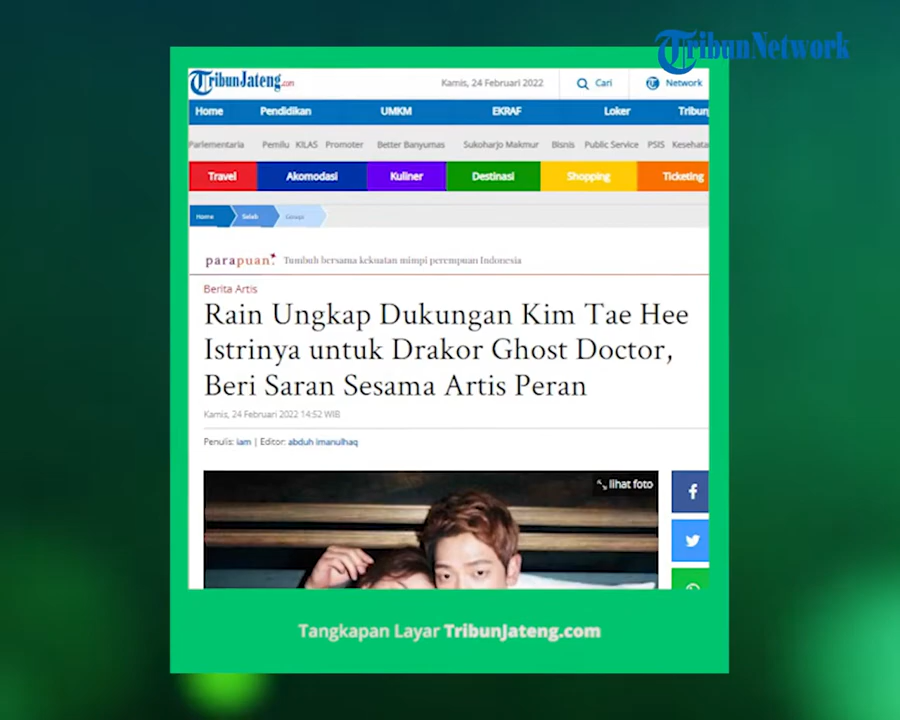 TribunNetwork
TribunJateng.com
Kamis, 24 Februari 2022
Cari
Network
Home Pendidikan UMKM EKRAF Loker Tribun
Parlementaria Pemilu KILAS Promoter Better Banyumas Sukoharjo Makmur Bisnis Public Service PSIS Kesehata
Travel Akomodasi Kuliner Destinasi Shopping Ticketing
Home Seleb Gosip
parapuan. Tumbuh bersama kekuatan mimpi perempuan Indonesia
Berita Artis
Rain Ungkap Dukungan Kim Tae Hee
Istrinya untuk Drakor Ghost Doctor,
Beri Saran Sesama Artis Peran
Kamis, 24 Februari 2022 14:52 WIB
Penulis: iam | Editor: abduh imanulhaq
lihat foto
Tangkapan Layar TribunJateng.com